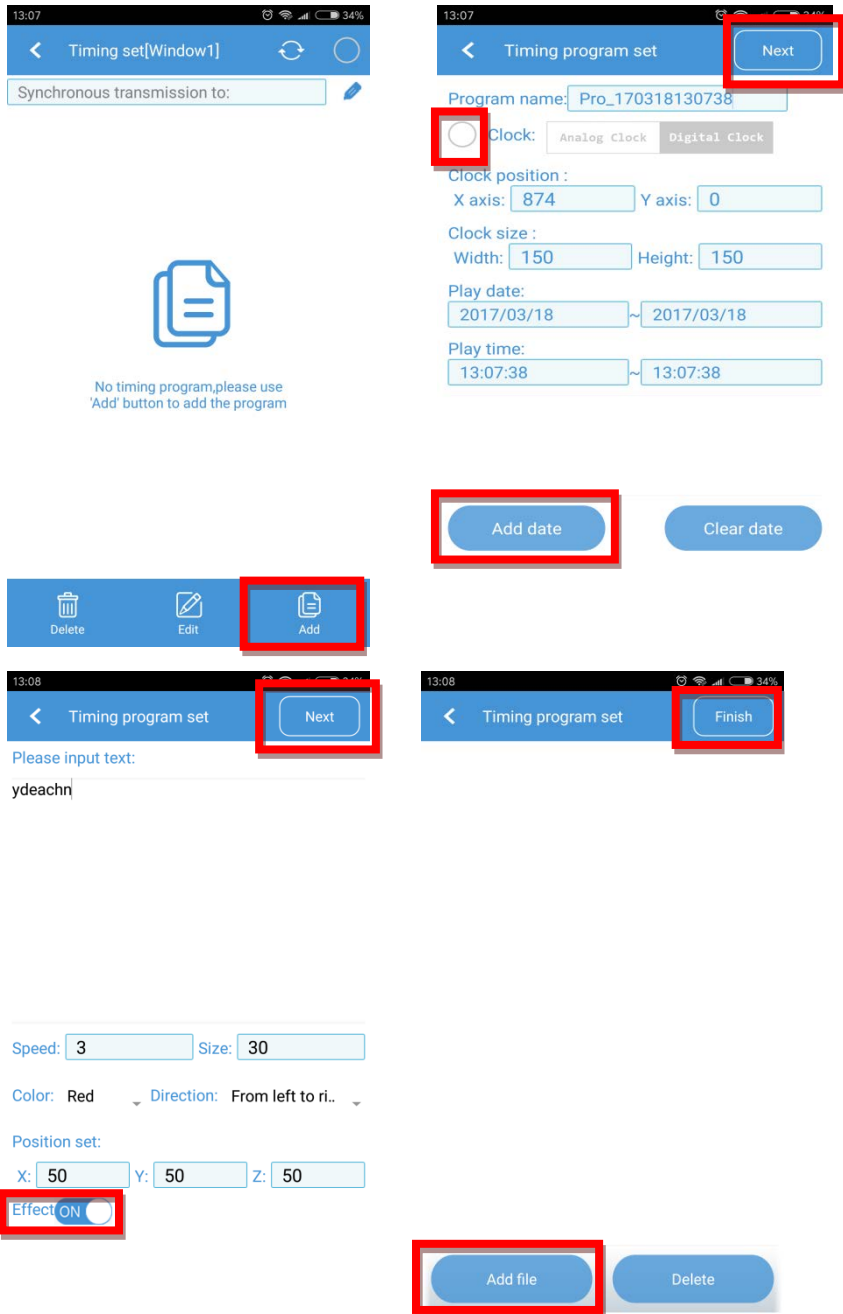 13:07
34%
Timing set[Window1]
Synchronous transmission to:
No timing program,please use
'Add' button to add the program
Delete
Edit
Add
13:07
34%
Timing program set
Next
Program name: Pro_170318130738
Clock: Analog Clock Digital Clock
Clock position :
X axis: 874 Y axis: 0
Clock size :
Width: 150 Height: 150
Play date:
2017/03/18 ~ 2017/03/18
Play time:
13:07:38 ~ 13:07:38
Add date
Clear date
13:08
34%
Timing program set
Next
Please input text:
ydeachn
Speed: 3 Size: 30
Color: Red Direction: From left to ri..
Position set:
X: 50 Y: 50 Z: 50
Effect ON
13:08
34%
Timing program set
Finish
Add file
Delete